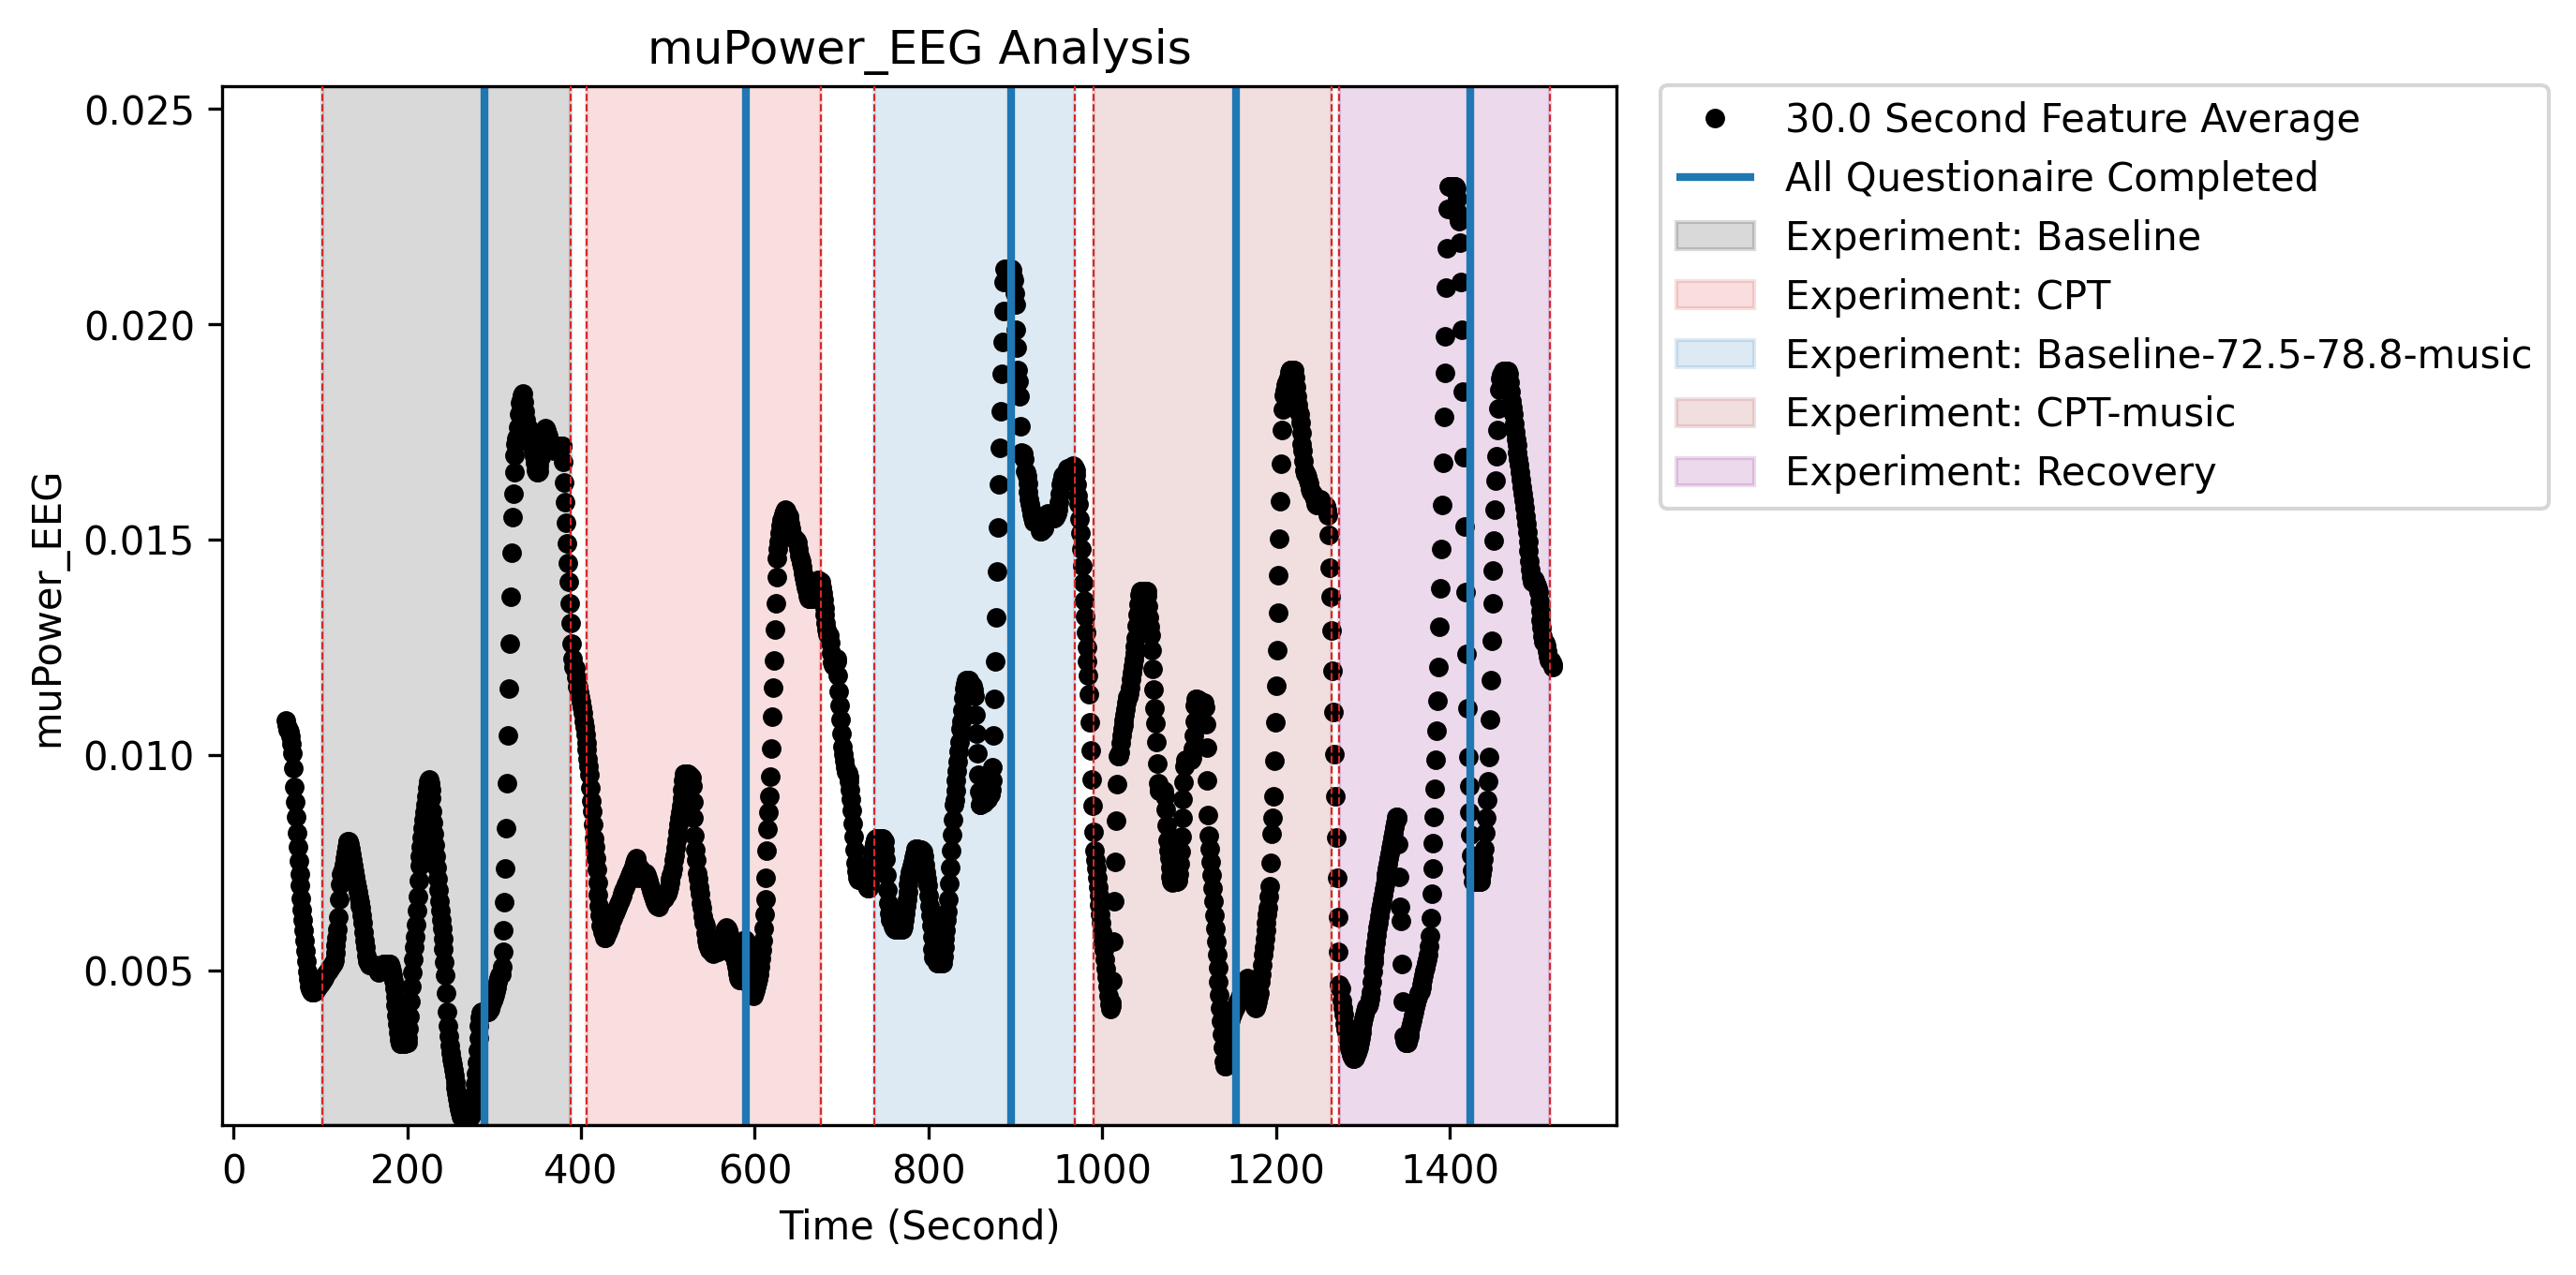 muPower_EEG Analysis
muPower_EEG
0.025
0.020
0.015
0.010
0.005
0 200 400 600 800 1000 1200 1400
Time (Second)
30.0 Second Feature Average
All Questionaire Completed
Experiment: Baseline
Experiment: CPT
Experiment: Baseline-72.5-78.8-music
Experiment: CPT-music
Experiment: Recovery